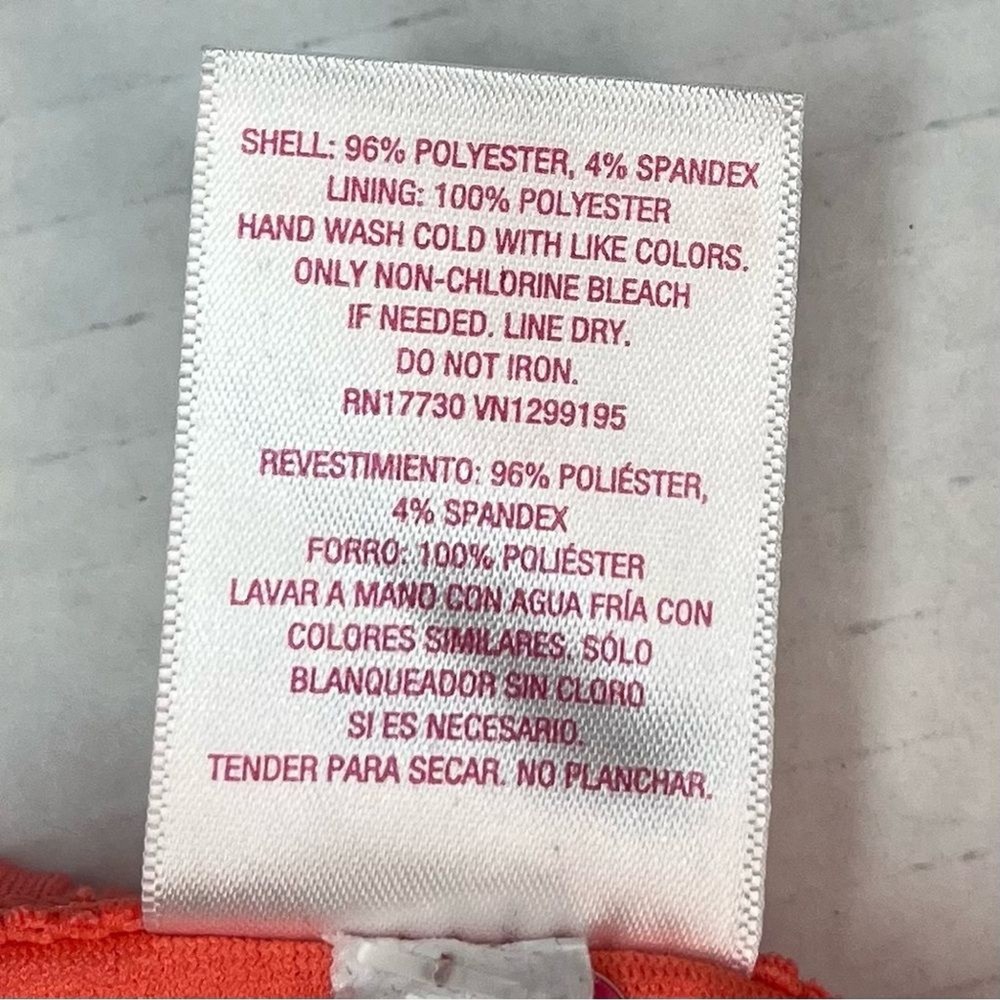 SHELL: 96% POLYESTER, 4% SPANDEX
LINING: 100% POLYESTER
HAND WASH COLD WITH LIKE COLORS.
ONLY NON-CHLORINE BLEACH
IF NEEDED. LINE DRY.
DO NOT IRON.
RN17730 VN1299195
REVESTIMIENTO: 96% POLIÉSTER,
4% SPANDEX
FORRO: 100% POLIÉSTER
LAVAR A MANO CON AGUA FRÍA CON
COLORES SIMILARES. SÓLO
BLANQUEADOR SIN CLORO
SI ES NECESARIO.
TENDER PARA SECAR. NO PLANCHAR.